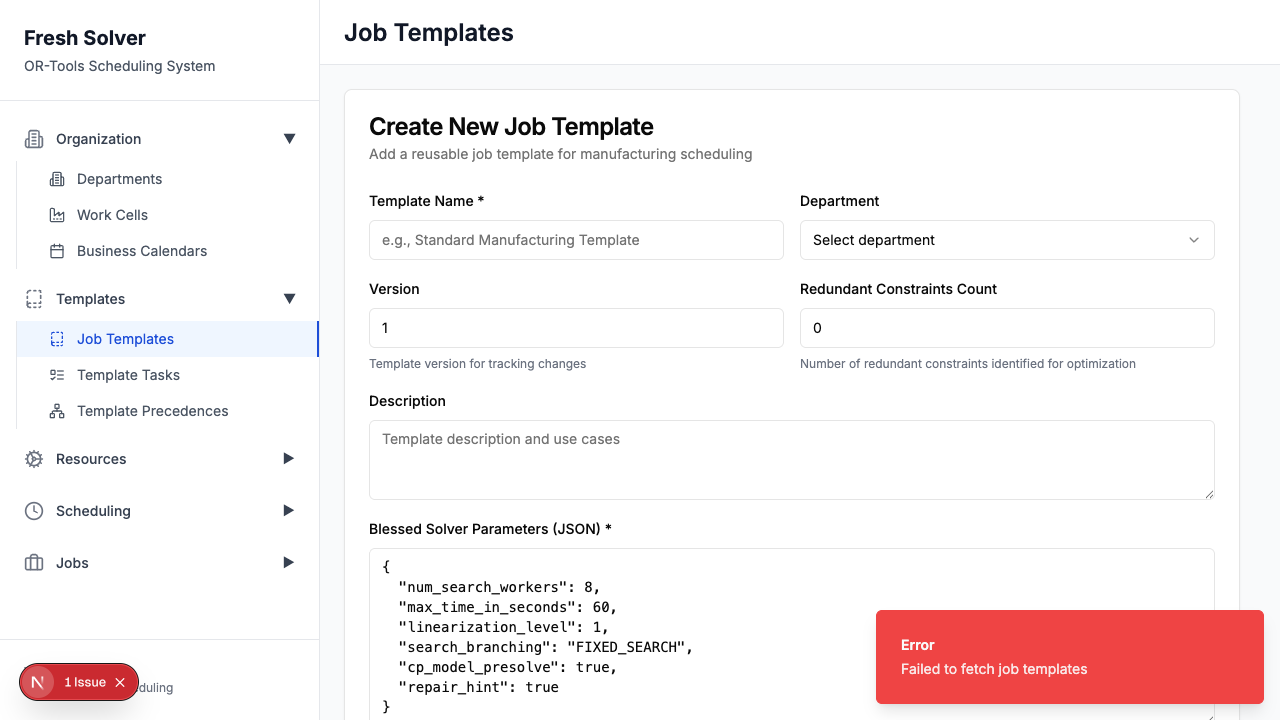 Fresh Solver
OR-Tools Scheduling System
Organization
Departments
Work Cells
Business Calendars
Templates
Job Templates
Template Tasks
Template Precedences
Resources
Scheduling
Jobs
N
1 Issue
duling
Job Templates
Create New Job Template
Add a reusable job template for manufacturing scheduling
Template Name *
e.g., Standard Manufacturing Template
Department
Select department
Version
1
Template version for tracking changes
Redundant Constraints Count
0
Number of redundant constraints identified for optimization
Description
Template description and use cases
Blessed Solver Parameters (JSON) *
{
"num_search_workers": 8,
"max_time_in_seconds": 60,
"linearization_level": 1,
"search_branching": "FIXED_SEARCH",
"cp_model_presolve": true,
"repair_hint": true
}
Error
Failed to fetch job templates